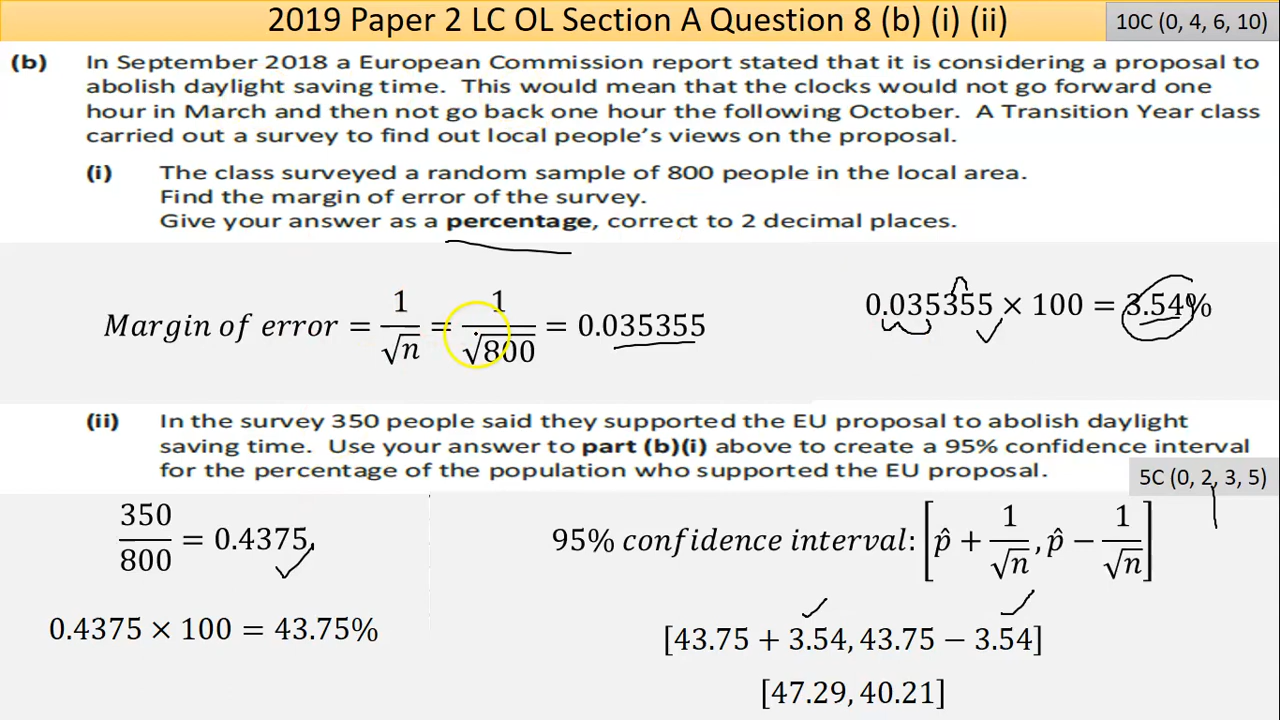 2019 Paper 2 LC OL Section A Question 8 (b) (i) (ii)
10C (0, 4, 6, 10)
(b) In September 2018 a European Commission report stated that it is considering a proposal to
abolish daylight saving time. This would mean that the clocks would not go forward one
hour in March and then not go back one hour the following October. A Transition Year class
carried out a survey to find out local people's views on the proposal.
(i) The class surveyed a random sample of 800 people in the local area.
Find the margin of error of the survey.
Give your answer as a percentage, correct to 2 decimal places.
Margin of error = 1/√n = 1/√800 = 0.035355
0.035355 × 100 = 3.54%
(ii) In the survey 350 people said they supported the EU proposal to abolish daylight
saving time. Use your answer to part (b)(i) above to create a 95% confidence interval
for the percentage of the population who supported the EU proposal.
5C (0, 2, 3, 5)
350/800 = 0.4375
0.4375 × 100 = 43.75%
95% confidence interval: [p̂ + 1/√n, p̂ − 1/√n]
[43.75 + 3.54, 43.75 − 3.54]
[47.29, 40.21]